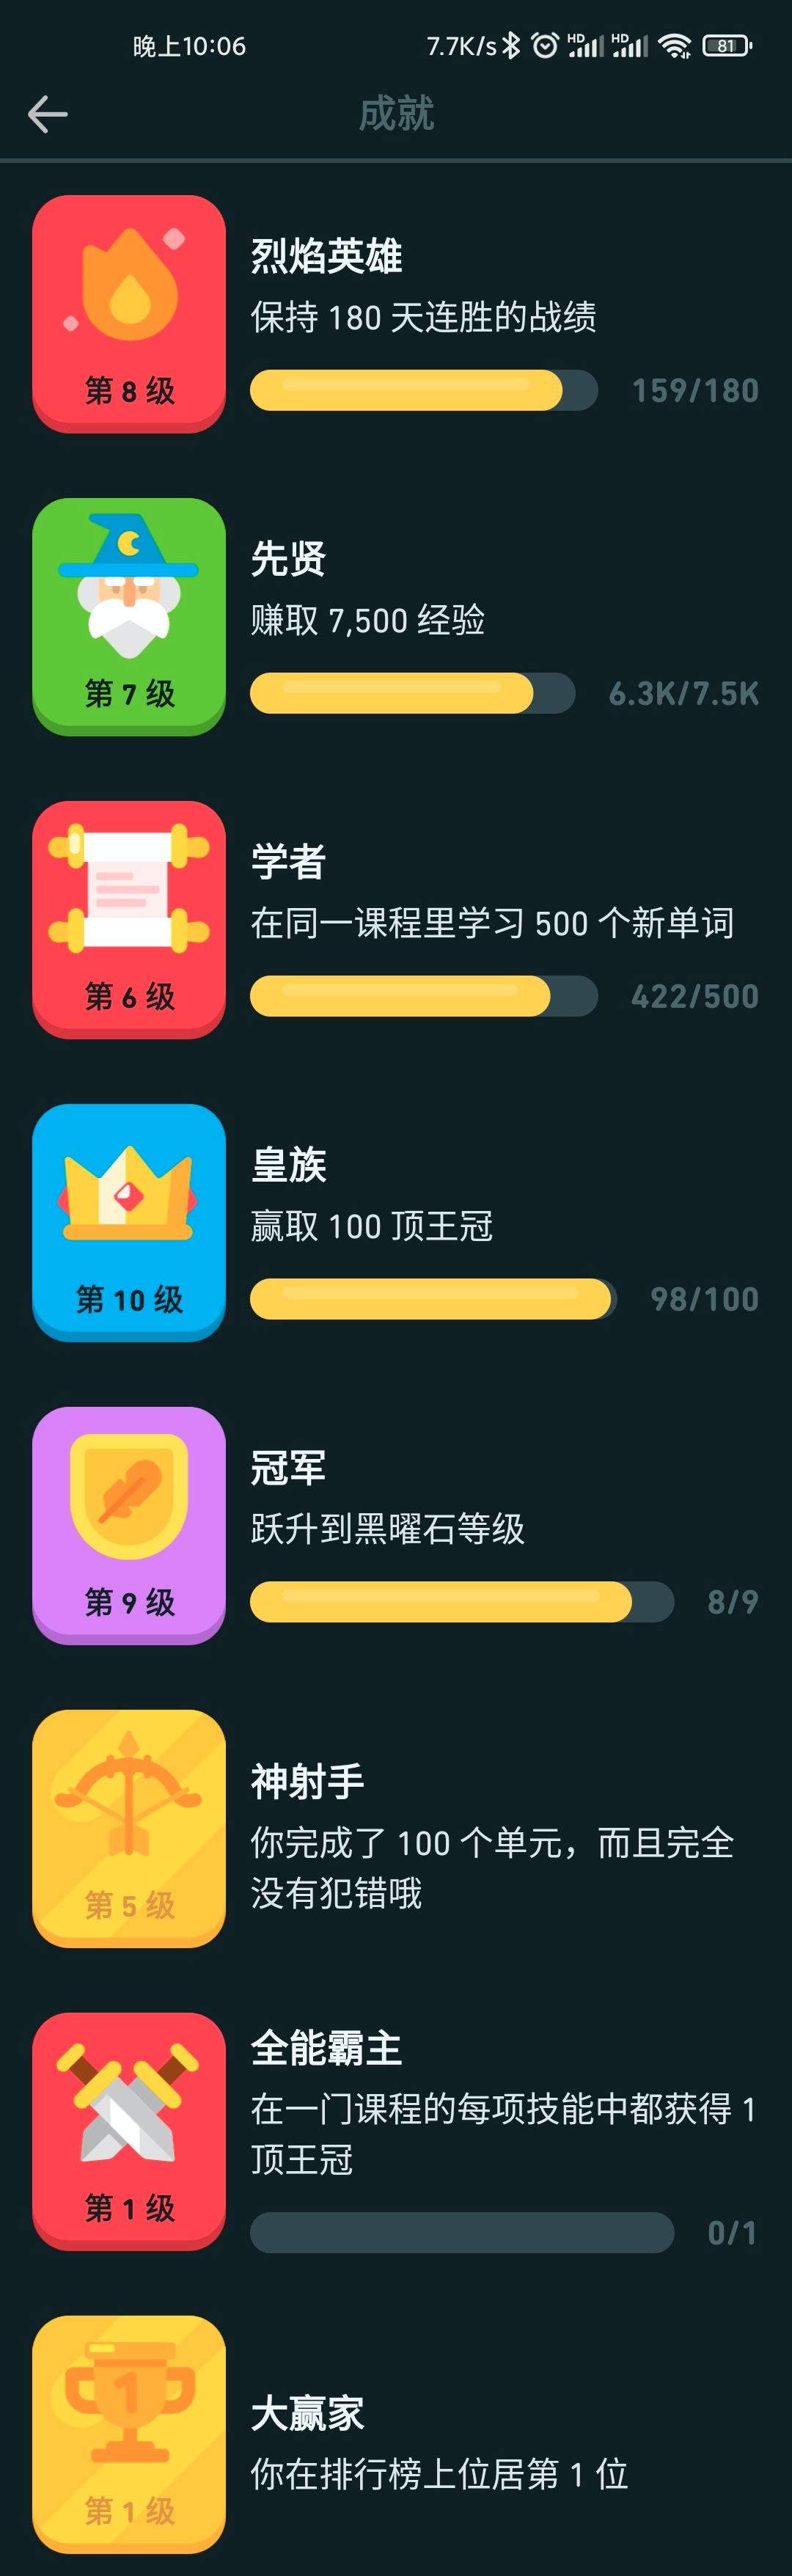 晚上10:06 7.7K/s HD HD 81
成就
烈焰英雄
保持 180 天连胜的战绩
159/180
第 8 级
先贤
赚取 7,500 经验
6.3K/7.5K
第 7 级
学者
在同一课程里学习 500 个新单词
422/500
第 6 级
皇族
赢取 100 顶王冠
98/100
第 10 级
冠军
跃升到黑曜石等级
8/9
第 9 级
神射手
你完成了 100 个单元，而且完全
没有犯错哦
第 5 级
全能霸主
在一门课程的每项技能中都获得 1
顶王冠
0/1
第 1 级
1
大赢家
你在排行榜上位居第 1 位
第 1 级